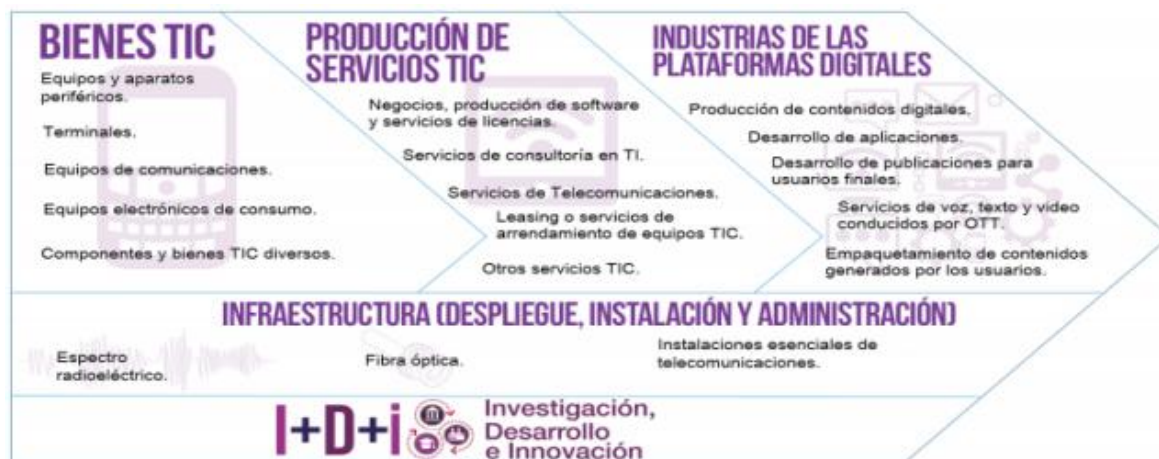 BIENES TIC
Equipos y aparatos
periféricos.
Terminales.
Equipos de comunicaciones.
Equipos electrónicos de consumo.
Componentes y bienes TIC diversos.
PRODUCCIÓN DE
SERVICIOS TIC
Negocios, producción de software
y servicios de licencias.
Servicios de consultoría en TI.
Servicios de Telecomunicaciones.
Leasing o servicios de
arrendamiento de equipos TIC.
Otros servicios TIC.
INDUSTRIAS DE LAS
PLATAFORMAS DIGITALES
Producción de contenidos digitales.
Desarrollo de aplicaciones.
Desarrollo de publicaciones para
usuarios finales.
Servicios de voz, texto y video
conducidos por OTT.
Empaquetamiento de contenidos
generados por los usuarios.
INFRAESTRUCTURA (DESPLIEGUE, INSTALACIÓN Y ADMINISTRACIÓN)
Espectro
radioeléctrico.
Fibra óptica.
Instalaciones esenciales de
telecomunicaciones.
I+D+i
Investigación,
Desarrollo
e Innovación